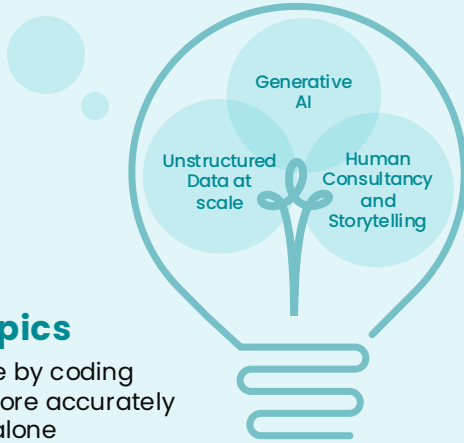 Generative
AI
Unstructured
Data at
scale
Human
Consultancy
and
Storytelling
pics
e by coding
ore accurately
alone